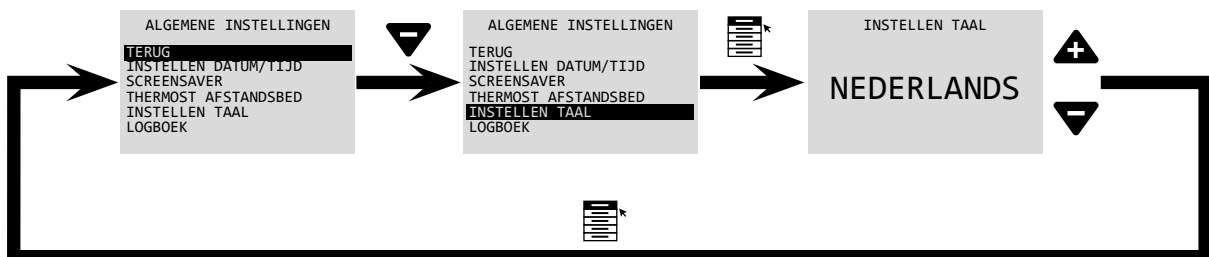 ALGEMENE INSTELLINGEN
TERUG
INSTELLEN DATUM/TIJD
SCREENSAVER
THERMOST AFSTANDSBED
INSTELLEN TAAL
LOGBOEK
ALGEMENE INSTELLINGEN
TERUG
INSTELLEN DATUM/TIJD
SCREENSAVER
THERMOST AFSTANDSBED
INSTELLEN TAAL
LOGBOEK
INSTELLEN TAAL
NEDERLANDS